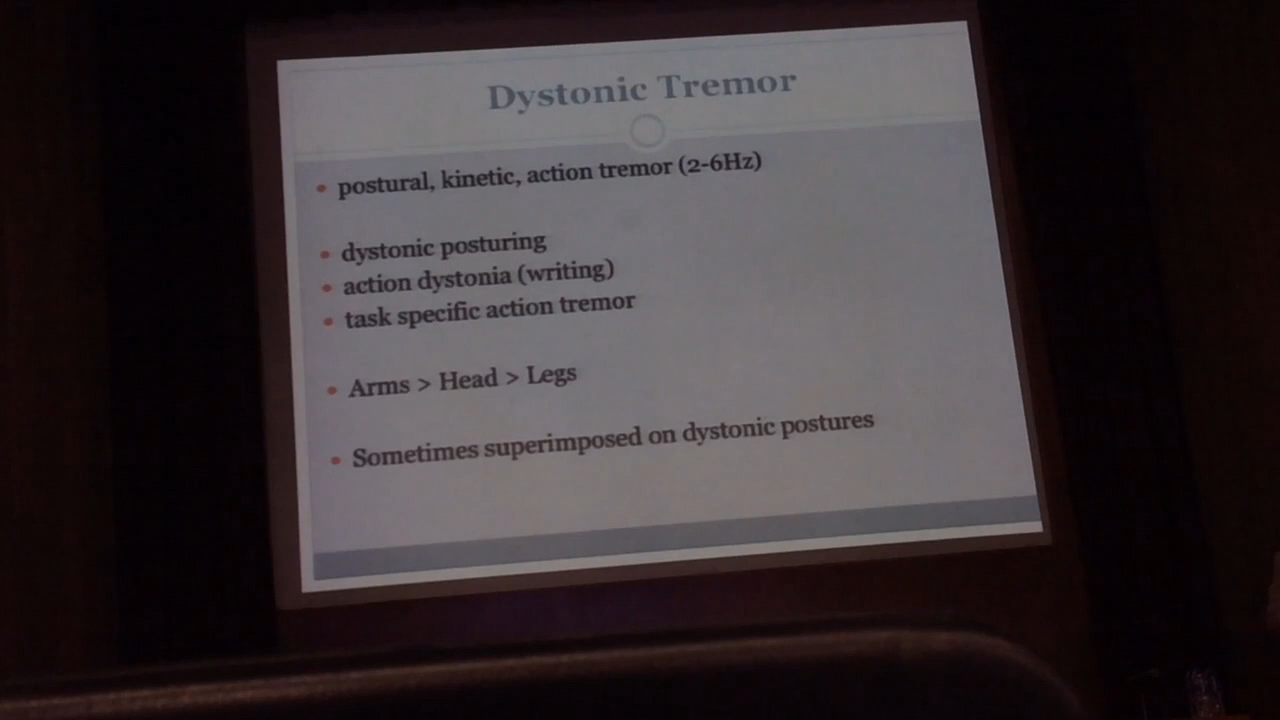 Dystonic Tremor
postural, kinetic, action tremor (2-6Hz)
dystonic posturing
action dystonia (writing)
task specific action tremor
Arms > Head > Legs
Sometimes superimposed on dystonic postures